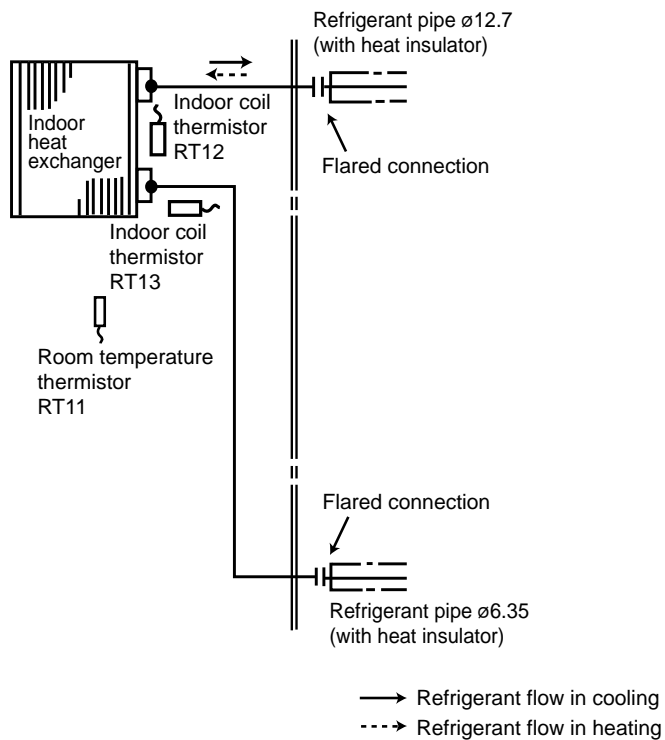 Refrigerant pipe ø12.7
(with heat insulator)
Indoor
heat
exchanger
Indoor coil
thermistor
RT12
Flared connection
Indoor coil
thermistor
RT13
Room temperature
thermistor
RT11
Flared connection
Refrigerant pipe ø6.35
(with heat insulator)
Refrigerant flow in cooling
Refrigerant flow in heating